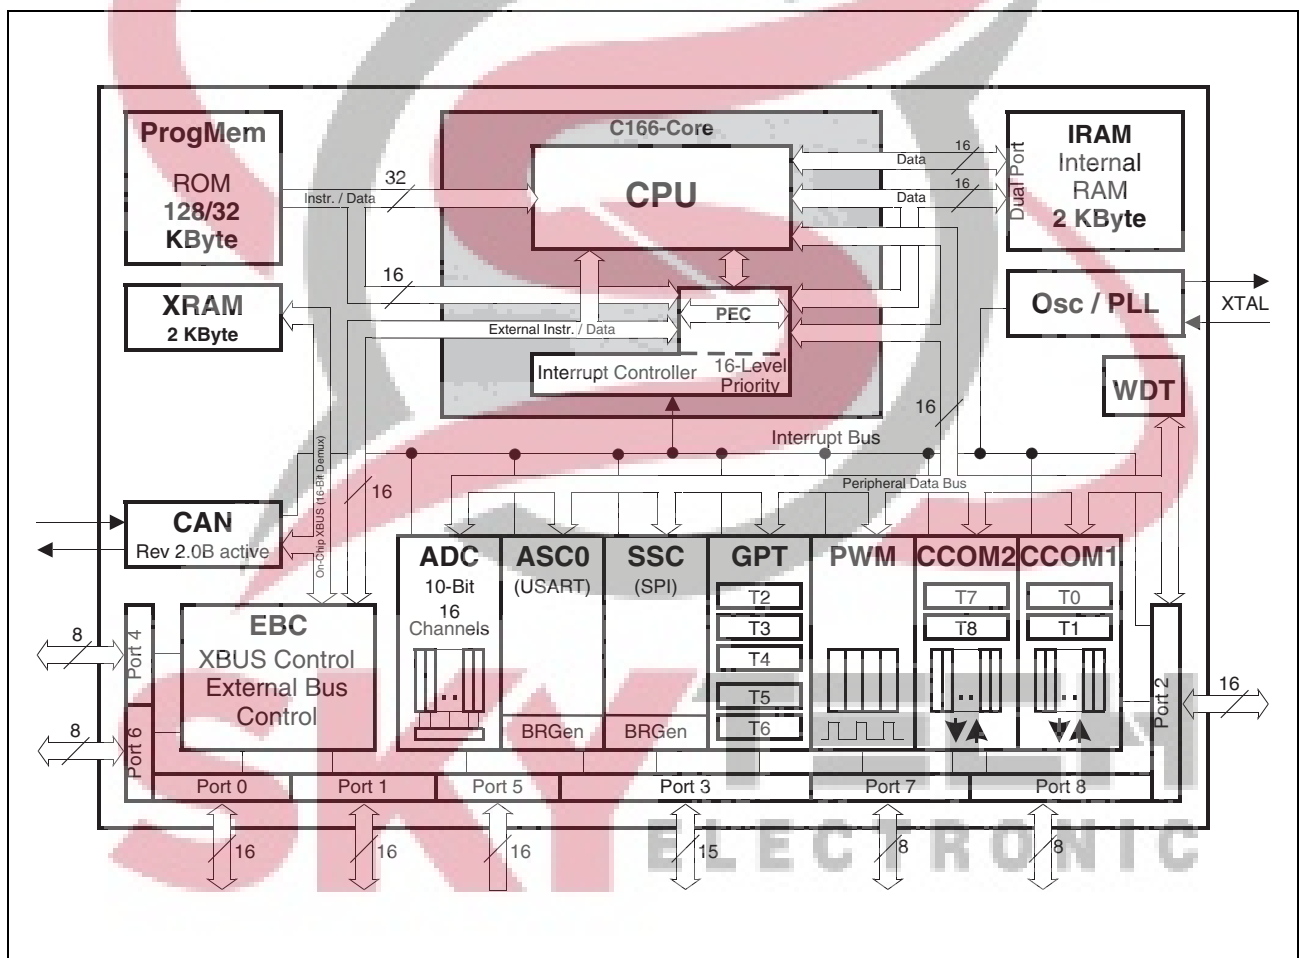 C166-Core
ProgMem
ROM
128/32
KByte
Instr. / Data
32
CPU
16
Data
16
Data
Dual Port
IRAM
Internal
RAM
2 KByte
XRAM
2 KByte
16
External Instr. / Data
PEC
Interrupt Controller
16-Level
Priority
Osc / PLL
XTAL
WDT
16
Interrupt Bus
Peripheral Data Bus
On-Chip XBUS (16-Bit Demux)
16
CAN
Rev 2.0B active
EBC
XBUS Control
External Bus
Control
ADC
10-Bit
16
Channels
ASC0
(USART)
BRGen
SSC
(SPI)
BRGen
GPT
T2
T3
T4
T5
T6
PWM
CCOM2
T7
T8
CCOM1
T0
T1
8
Port 4
8
Port 6
Port 2
16
Port 0
Port 1
Port 5
Port 3
Port 7
Port 8
16
16
16
15
8
8
SKY
TEAM
ELECTRONIC